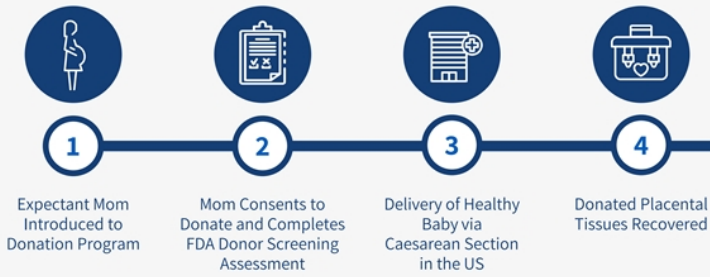 1
Expectant Mom
Introduced to
Donation Program
2
Mom Consents to
Donate and Completes
FDA Donor Screening
Assessment
3
Delivery of Healthy
Baby via
Caesarean Section
in the US
4
Donated Placental
Tissues Recovered